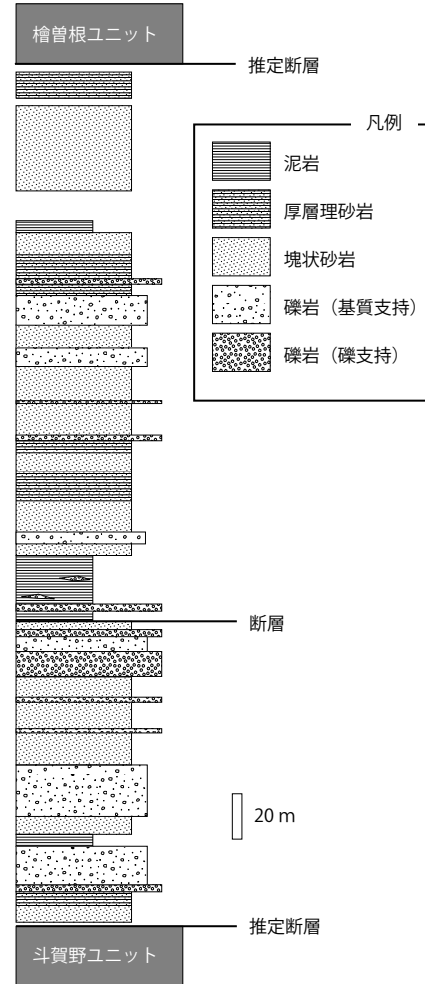 檜曽根ユニット
推定断層
凡例
泥岩
厚層理砂岩
塊状砂岩
礫岩（基質支持）
礫岩（礫支持）
断層
20 m
推定断層
斗賀野ユニット